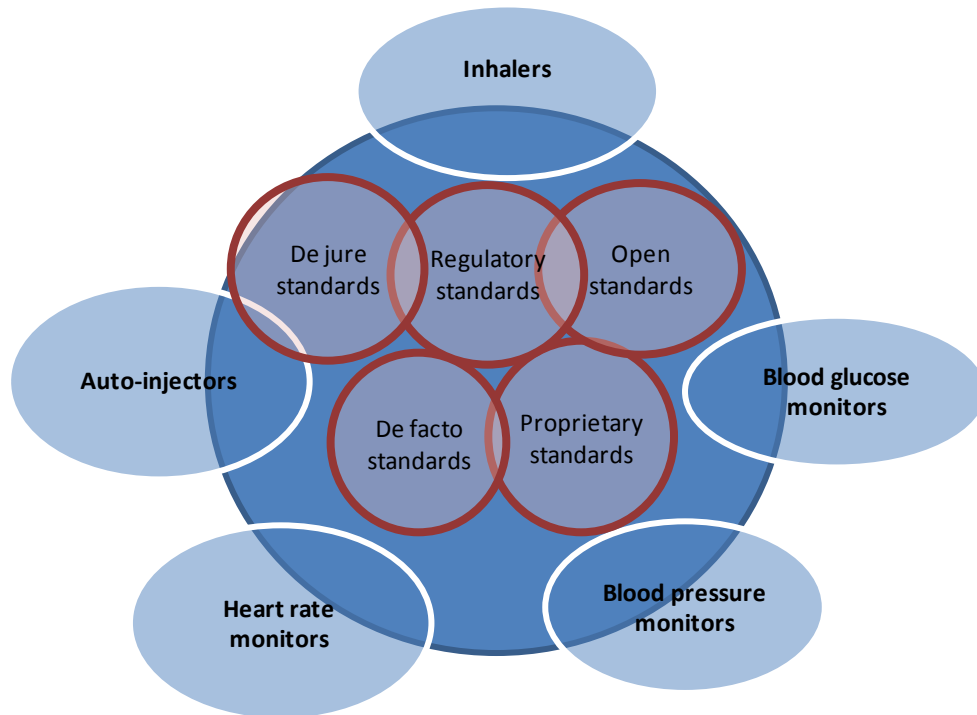 Inhalers
De jure
standards
Regulatory
standards
Open
standards
Auto-injectors
Blood glucose
monitors
De facto
standards
Proprietary
standards
Heart rate
monitors
Blood pressure
monitors